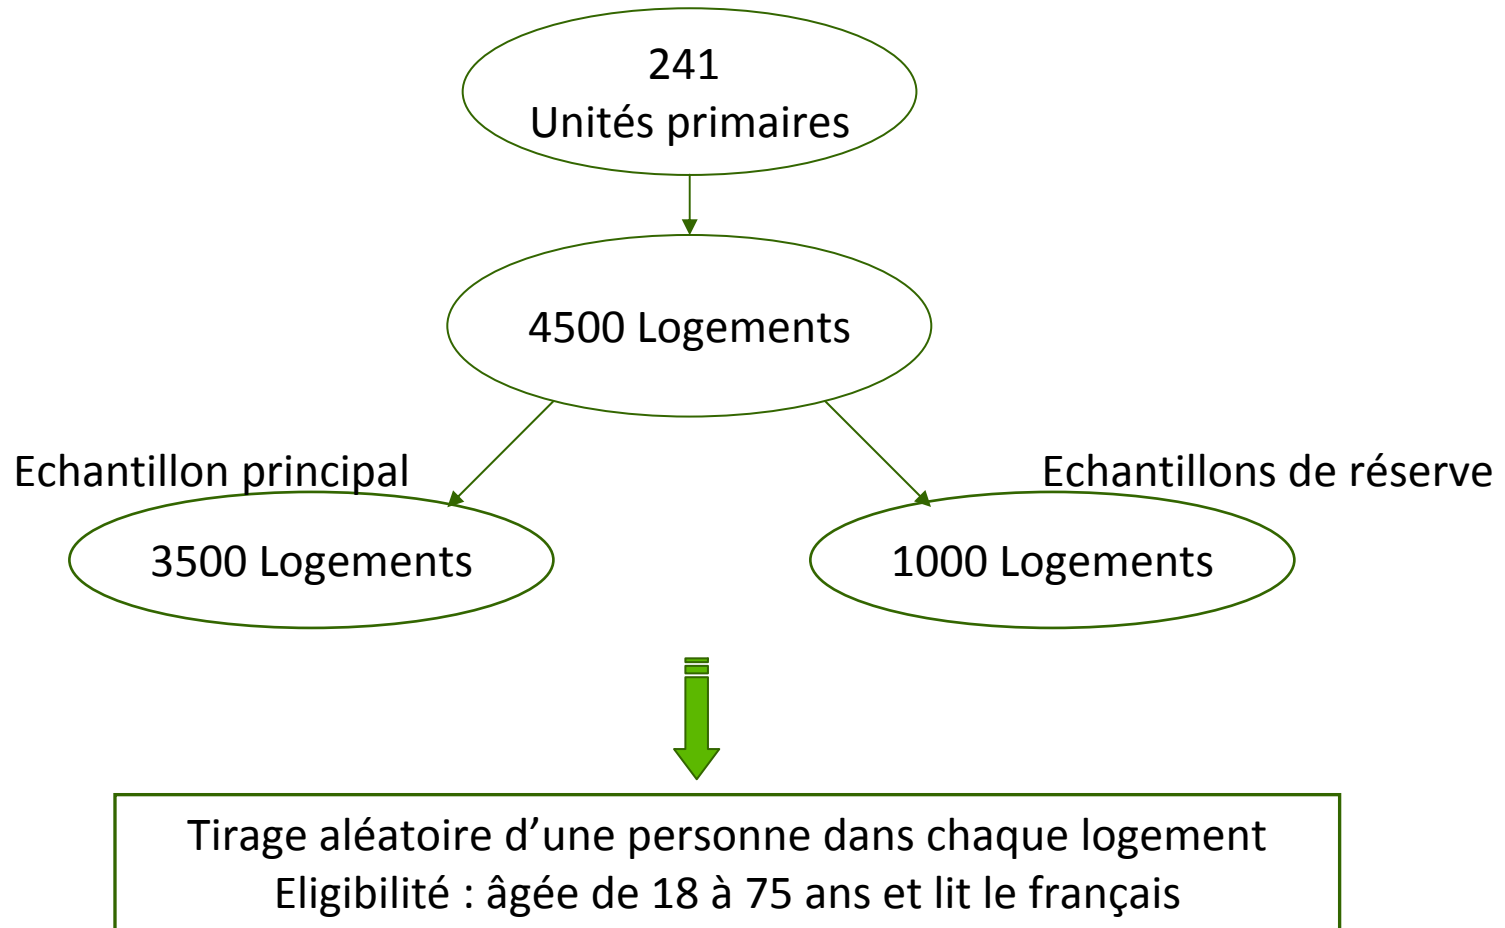 241
Unités primaires
4500 Logements
Echantillon principal
Echantillons de réserve
3500 Logements
1000 Logements
Tirage aléatoire d’une personne dans chaque logement
Eligibilité : âgée de 18 à 75 ans et lit le français